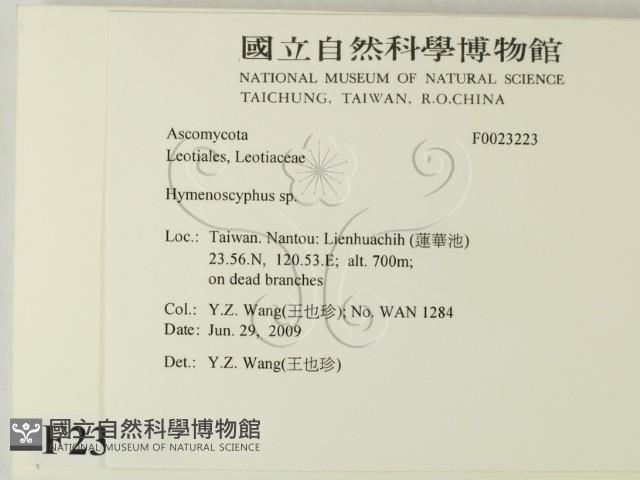 國立自然科學博物館
NATIONAL MUSEUM OF NATURAL SCIENCE
TAICHUNG, TAIWAN, R.O.CHINA
Ascomycota F0023223
Leotiales, Leotiaceae
Hymenoscyphus sp.
Loc.: Taiwan. Nantou: Lienhuachih (蓮華池)
23.56.N, 120.53.E; alt. 700m;
on dead branches
Col.: Y.Z. Wang(王也珍); No. WAN 1284
Date: Jun. 29, 2009
Det.: Y.Z. Wang(王也珍)
F23
國立自然科學博物館
NATIONAL MUSEUM OF NATURAL SCIENCE